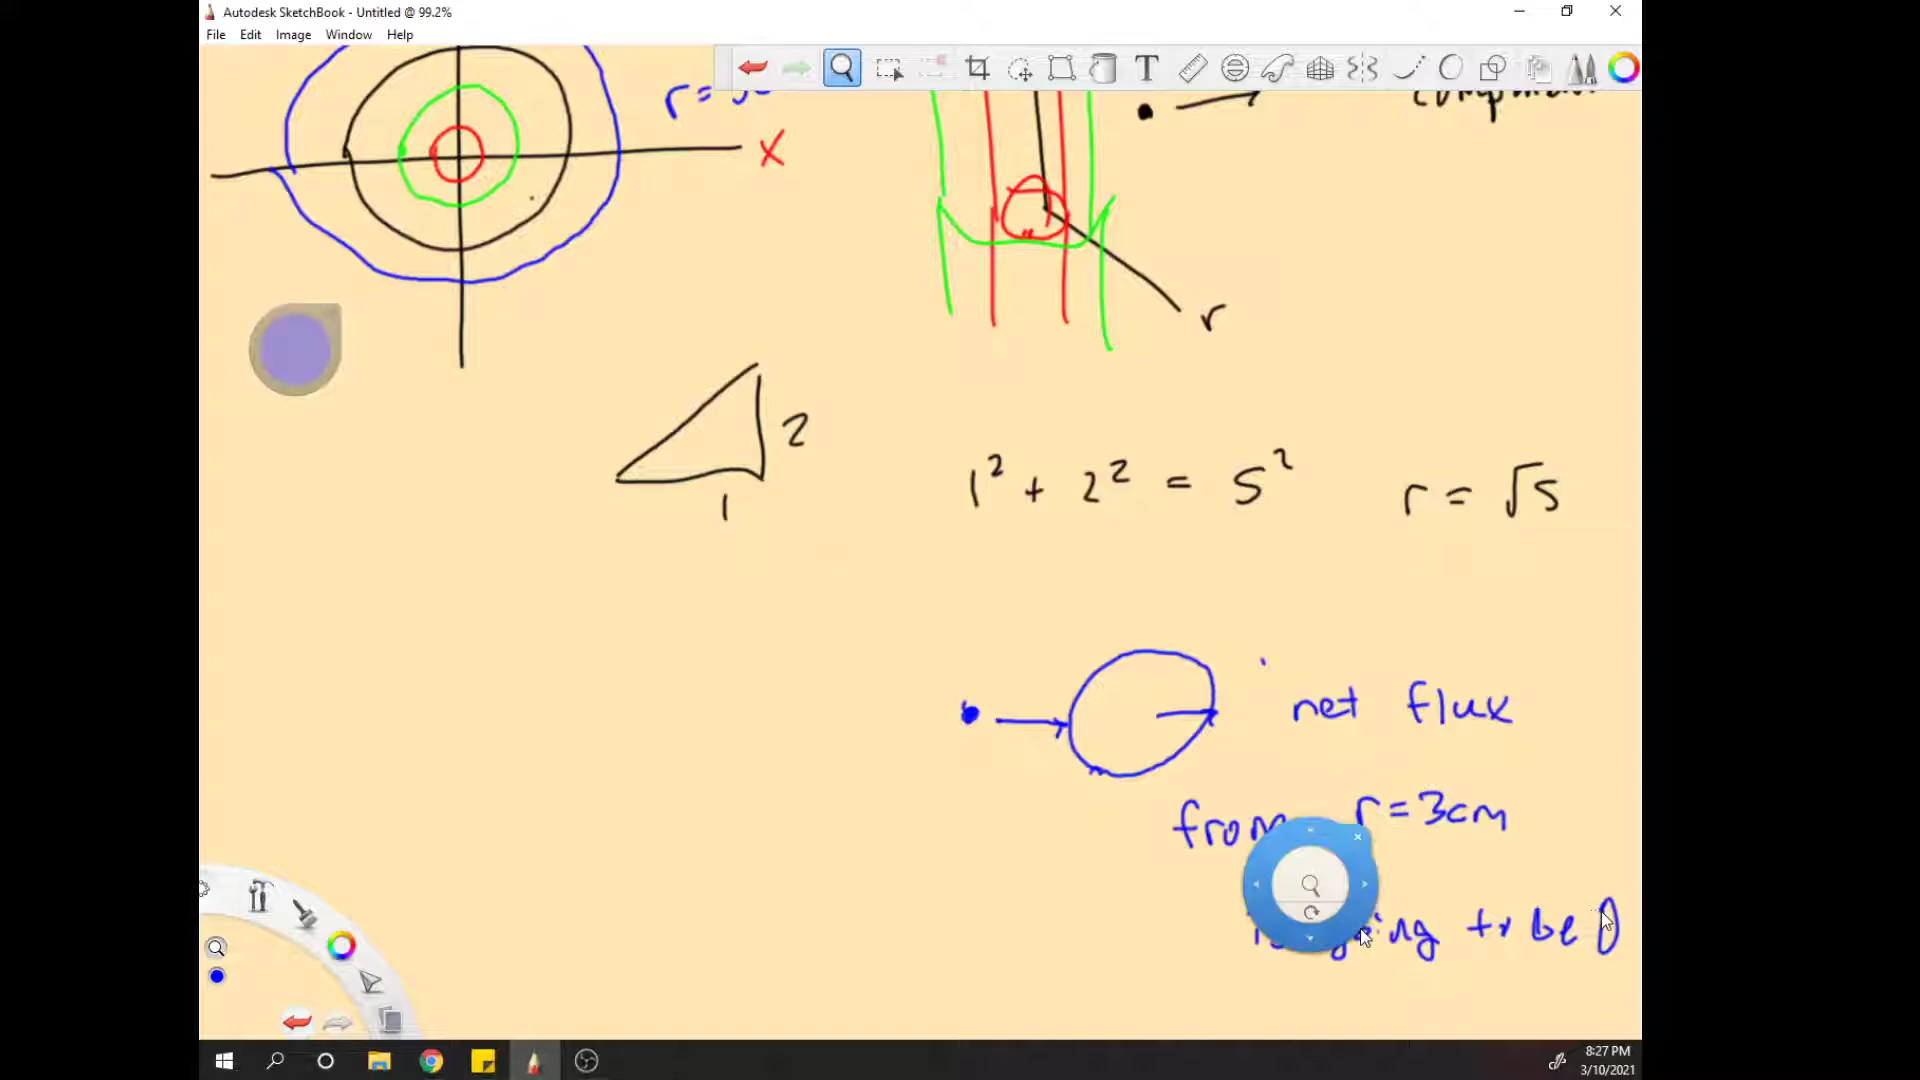 Autodesk SketchBook - Untitled @ 99.2%
File Edit Image Window Help
T
r =
x
r
2
1
1² + 2² = 5² r = √5
net flux
from r = 3cm
to be 0
8:27 PM
3/10/2021